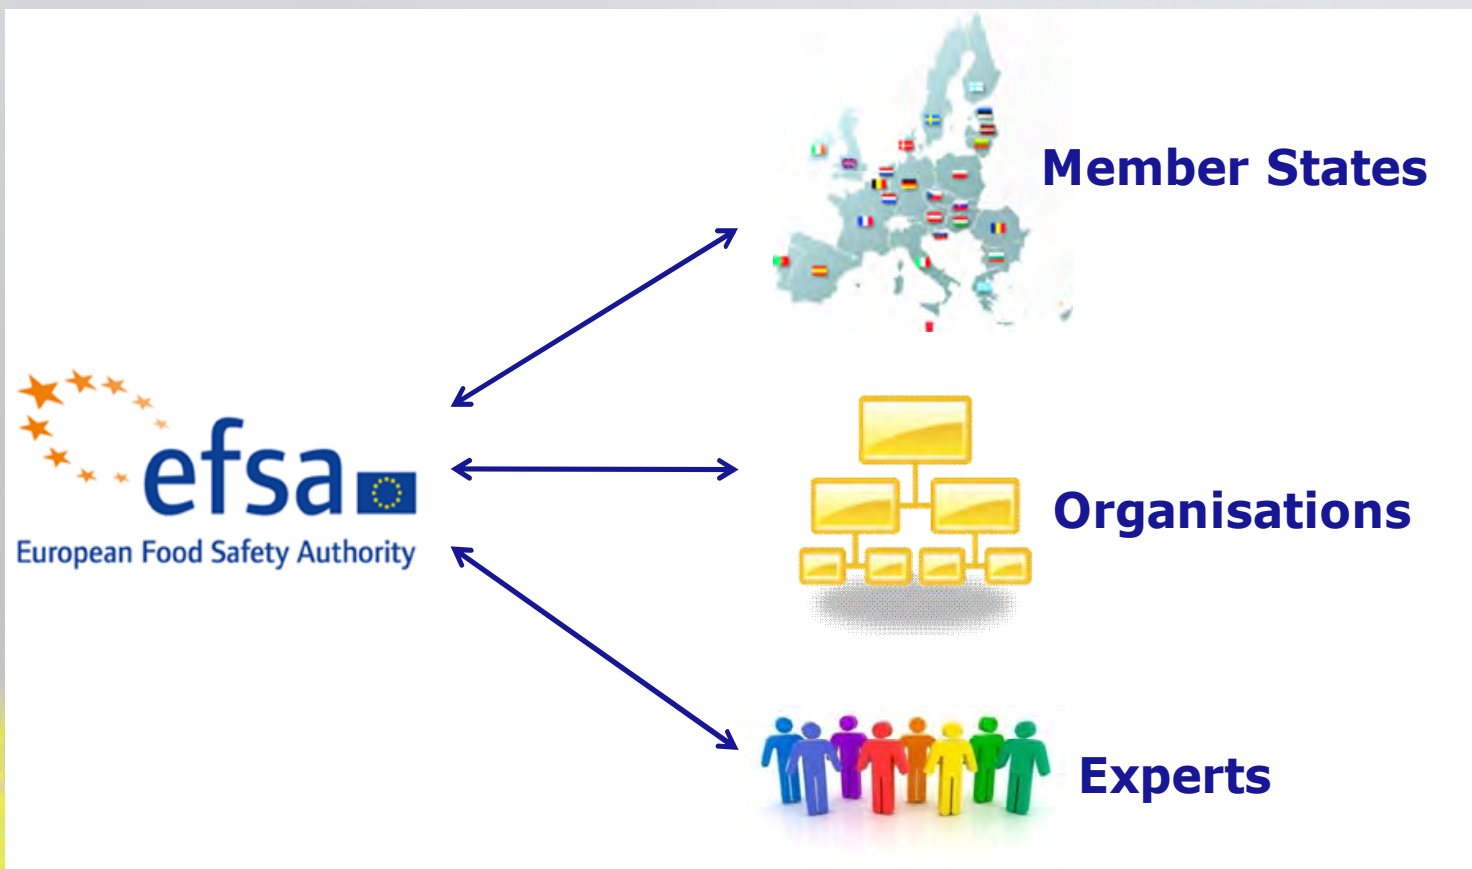 Member States
efsa
European Food Safety Authority
Organisations
Experts